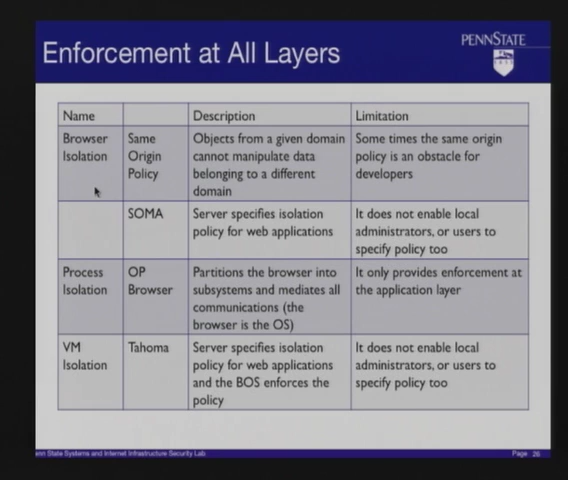 Enforcement at All Layers
PENNSTATE
Name Description Limitation
Browser Isolation
Same Origin Policy
Objects from a given domain
cannot manipulate data
belonging to a different
domain
Some times the same origin
policy is an obstacle for
developers
SOMA
Server specifies isolation
policy for web applications
It does not enable local
administrators, or users to
specify policy too
Process Isolation
OP Browser
Partitions the browser into
subsystems and mediates all
communications (the
browser is the OS)
It only provides enforcement at
the application layer
VM Isolation
Tahoma
Server specifies isolation
policy for web applications
and the BOS enforces the
policy
It does not enable local
administrators, or users to
specify policy too
enn State Systems and Internet Infrastructure Security Lab
Page 26